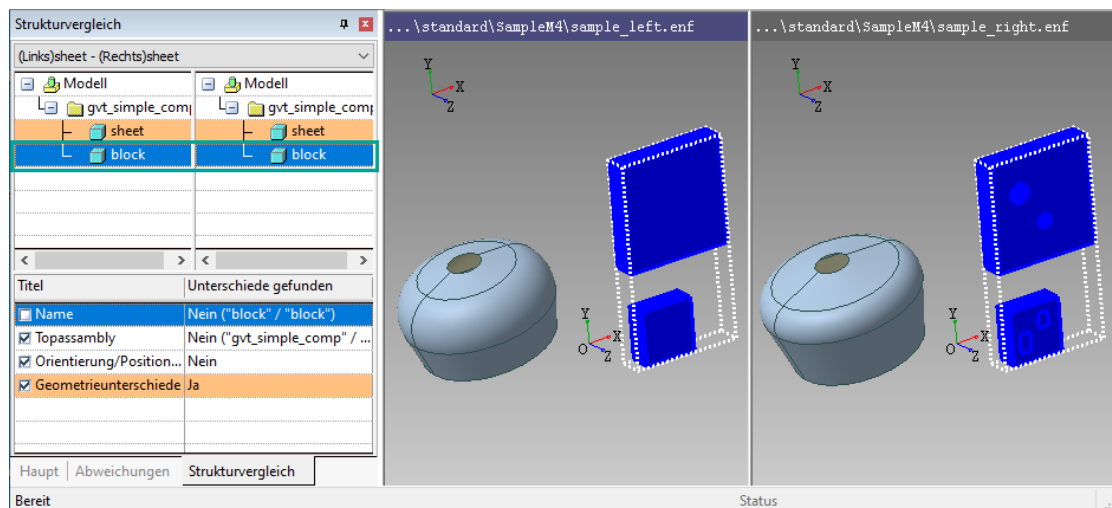 Strukturvergleich
(Links)sheet - (Rechts)sheet
Modell
gvt_simple_comp
sheet
block
Modell
gvt_simple_comp
sheet
block
Titel Unterschiede gefunden
Name Nein ("block" / "block")
Topassambly Nein ("gvt_simple_comp" / ...
Orientierung/Position... Nein
Geometrieunterschiede Ja
Haupt Abweichungen Strukturvergleich
Bereit Status
...\standard\SampleM4\sample_left.enf
Y
X
Z
Y
X
O
Z
...\standard\SampleM4\sample_right.enf
Y
X
Z
Y
X
O
Z